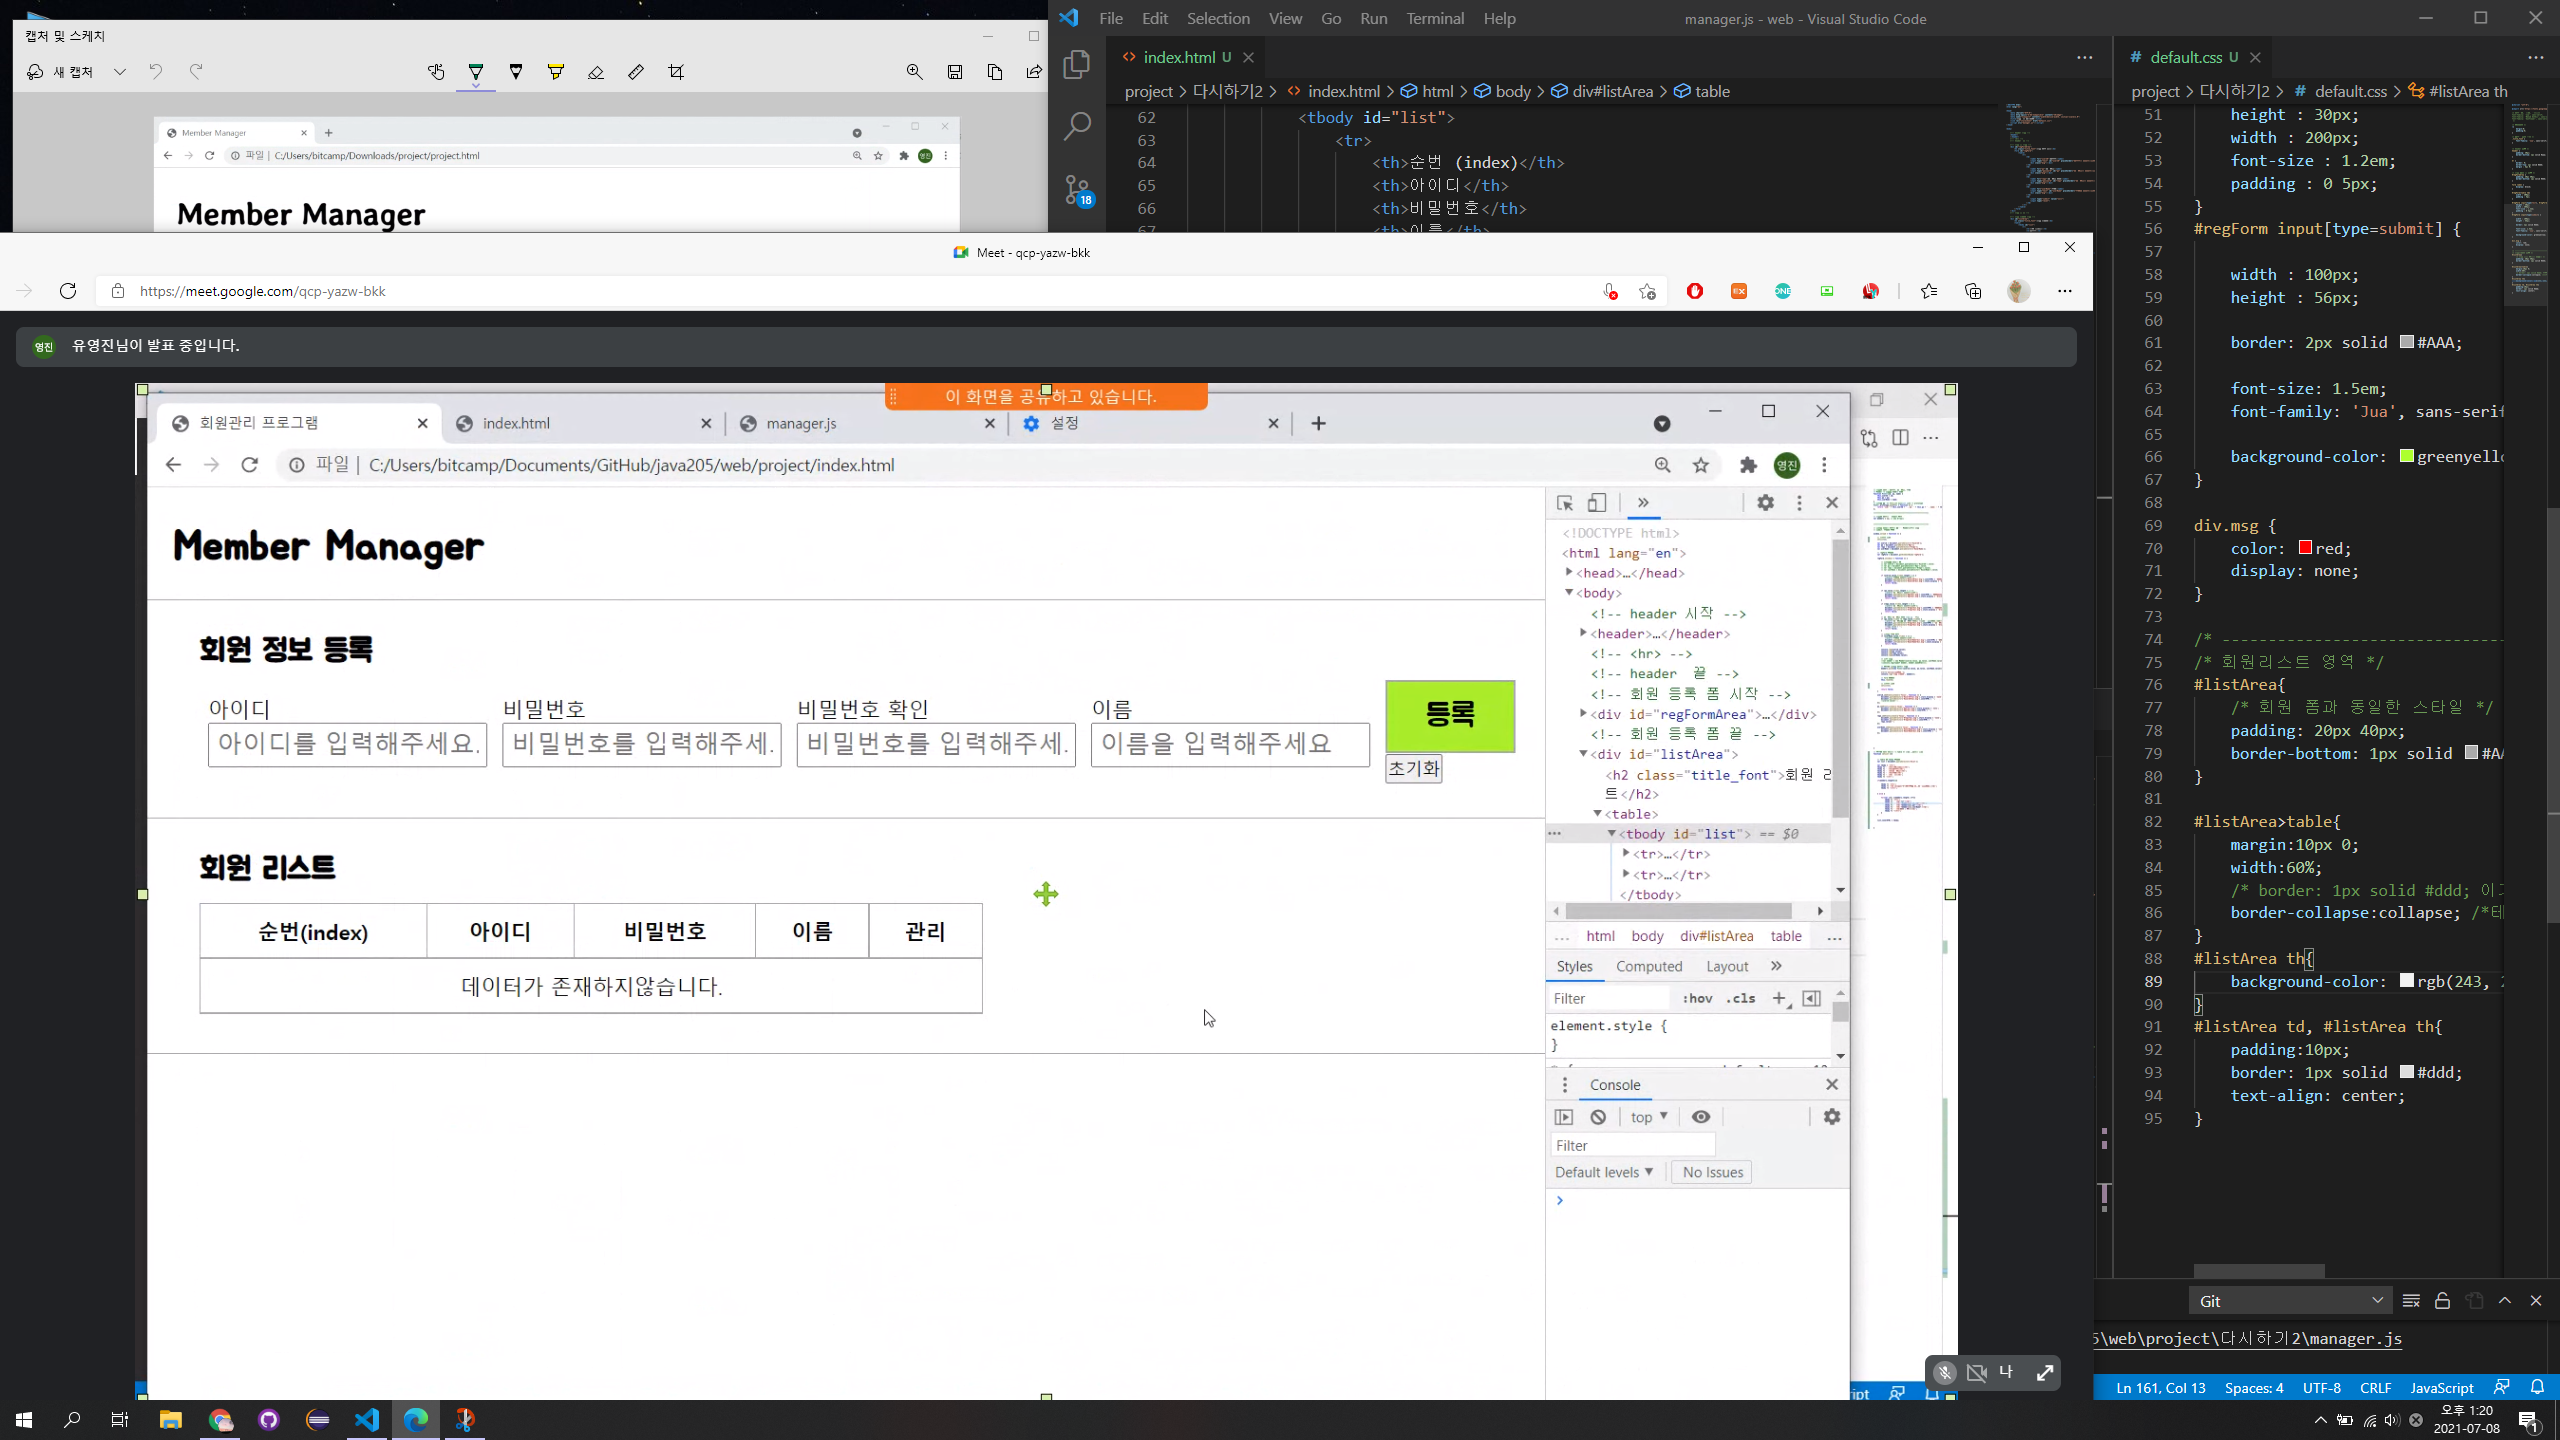 캡처 및 스케치
새 캡처
Member Manager
파일 | C:/Users/bitcamp/Downloads/project/project.html
영진
Member Manager
File Edit Selection View Go Run Terminal Help
manager.js - web - Visual Studio Code
index.html U
project > 다시하기2 > index.html > html > body > div#listArea > table
62 <tbody id="list">
63 <tr>
64 <th>순번 (index)</th>
65 <th>아이디</th>
66 <th>비밀번호</th>
67 <th>이름</th>
18
default.css U
project > 다시하기2 > # default.css > #listArea th
51 height : 30px;
52 width : 200px;
53 font-size : 1.2em;
54 padding : 0 5px;
55 }
56 #regForm input[type=submit] {
57
58 width : 100px;
59 height : 56px;
60
61 border: 2px solid #AAA;
62
63 font-size: 1.5em;
64 font-family: 'Jua', sans-serif
65
66 background-color: greenyello
67 }
68
69 div.msg {
70 color: red;
71 display: none;
72 }
73
74 /* -------------------------------
75 /* 회원리스트 영역 */
76 #listArea{
77 /* 회원 폼과 동일한 스타일 */
78 padding: 20px 40px;
79 border-bottom: 1px solid #AA
80 }
81
82 #listArea>table{
83 margin:10px 0;
84 width:60%;
85 /* border: 1px solid #ddd; 이
86 border-collapse:collapse; /*테
87 }
88 #listArea th{
89 background-color: rgb(243, 2
90 }
91 #listArea td, #listArea th{
92 padding:10px;
93 border: 1px solid #ddd;
94 text-align: center;
95 }
Meet - qcp-yazw-bkk
https://meet.google.com/qcp-yazw-bkk
영진 유영진님이 발표 중입니다.
이 화면을 공유하고 있습니다.
회원관리 프로그램
index.html
manager.js
설정
파일 | C:/Users/bitcamp/Documents/GitHub/java205/web/project/index.html
영진
Member Manager
회원 정보 등록
아이디 비밀번호 비밀번호 확인 이름
아이디를 입력해주세요. 비밀번호를 입력해주세. 비밀번호를 입력해주세. 이름을 입력해주세요
등록
초기화
회원 리스트
순번(index) 아이디 비밀번호 이름 관리
데이터가 존재하지않습니다.
<!DOCTYPE html>
<html lang="en">
<head>…</head>
<body>
<!-- header 시작 -->
<header>…</header>
<!-- <hr> -->
<!-- header 끝 -->
<!-- 회원 등록 폼 시작 -->
<div id="regFormArea">…</div>
<!-- 회원 등록 폼 끝 -->
<div id="listArea">
<h2 class="title_font">회원 리
트</h2>
<table>
<tbody id="list"> == $0
<tr>…</tr>
<tr>…</tr>
</tbody>
… html body div#listArea table …
Styles Computed Layout
Filter :hov .cls
element.style {
}
Console
top
Filter
Default levels No Issues
Git
5\web\project\다시하기2\manager.js
나
ipt
Ln 161, Col 13 Spaces: 4 UTF-8 CRLF JavaScript
오후 1:20
2021-07-08
1